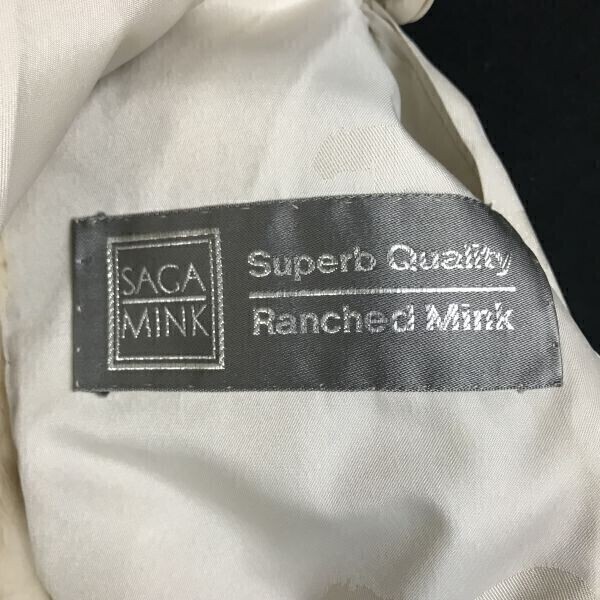 SAGA
MINK
Superb Quality
Ranched Mink